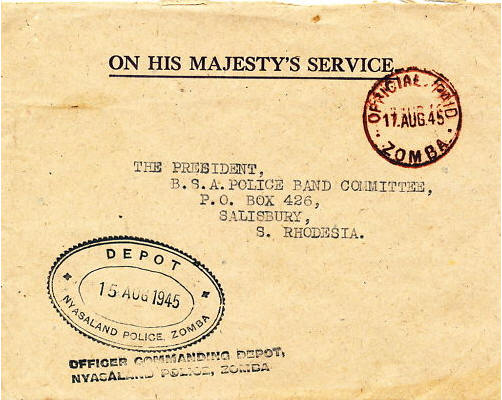 ON HIS MAJESTY'S SERVICE
OFFICIAL PAID
17.AUG.45
ZOMBA.
THE PRESIDENT,
B.S.A.POLICE BAND COMMITTEE,
P.O. BOX 426,
SALISBURY,
S. RHODESIA.
DEPOT
15 AUG 1945
NYASALAND POLICE, ZOMBA
OFFICER COMMANDING DEPOT,
NYASALAND POLICE, ZOMBA